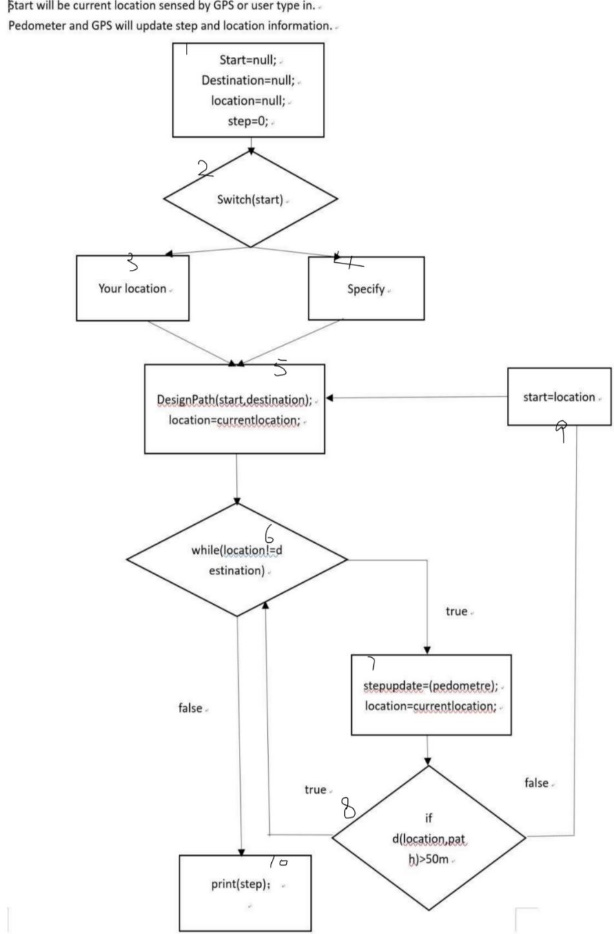 Start will be current location sensed by GPS or user type in.
Pedometer and GPS will update step and location information.
1
Start=null;
Destination=null;
location=null;
step=0;
2
Switch(start)
3
Your location
4
Specify
5
DesignPath(start,destination);
location=currentlocation;
start=location
9
6
while(location!=d
estination)
true
7
stepupdate=(pedometre);
location=currentlocation;
false
true
false
8
if
d(location,pat
h)>50m
10
print(step);